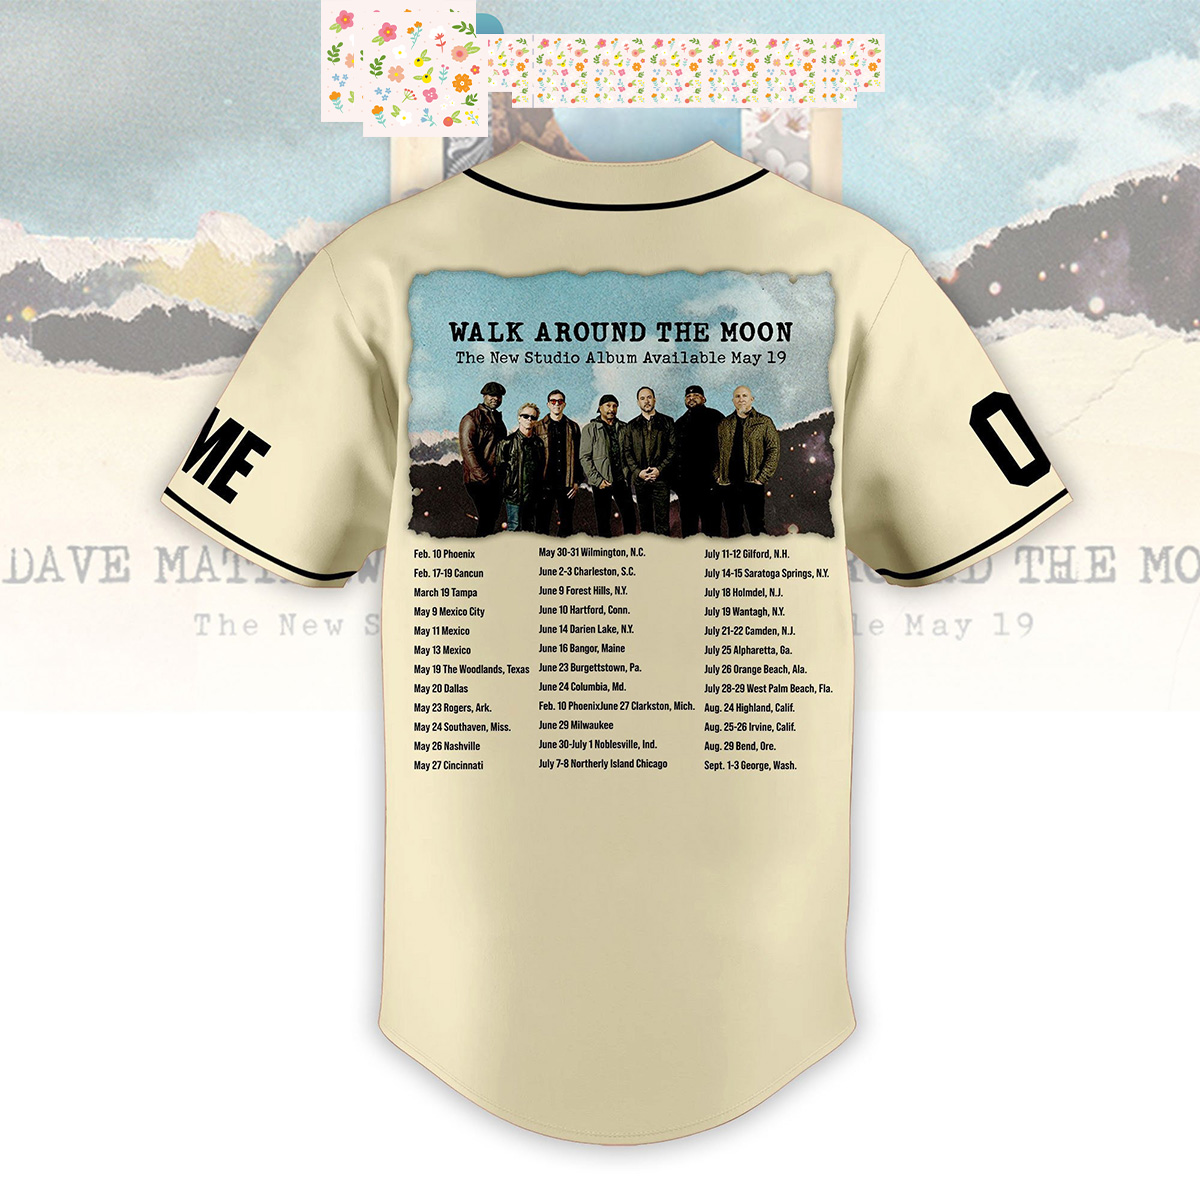 WALK AROUND THE MOON
The New Studio Album Available May 19
ME
0
Feb. 10 Phoenix
Feb. 17-19 Cancun
March 19 Tampa
May 9 Mexico City
May 11 Mexico
May 13 Mexico
May 19 The Woodlands, Texas
May 20 Dallas
May 23 Rogers, Ark.
May 24 Southaven, Miss.
May 26 Nashville
May 27 Cincinnati
May 30-31 Wilmington, N.C.
June 2-3 Charleston, S.C.
June 9 Forest Hills, N.Y.
June 10 Hartford, Conn.
June 14 Darien Lake, N.Y.
June 16 Bangor, Maine
June 23 Burgettstown, Pa.
June 24 Columbia, Md.
Feb. 10 PhoenixJune 27 Clarkston, Mich.
June 29 Milwaukee
June 30-July 1 Noblesville, Ind.
July 7-8 Northerly Island Chicago
July 11-12 Gilford, N.H.
July 14-15 Saratoga Springs, N.Y.
July 18 Holmdel, N.J.
July 19 Wantagh, N.Y.
July 21-22 Camden, N.J.
July 25 Alpharetta, Ga.
July 26 Orange Beach, Ala.
July 28-29 West Palm Beach, Fla.
Aug. 24 Highland, Calif.
Aug. 25-26 Irvine, Calif.
Aug. 29 Bend, Ore.
Sept. 1-3 George, Wash.
DAVE MAT THE MO
The New S le May 19